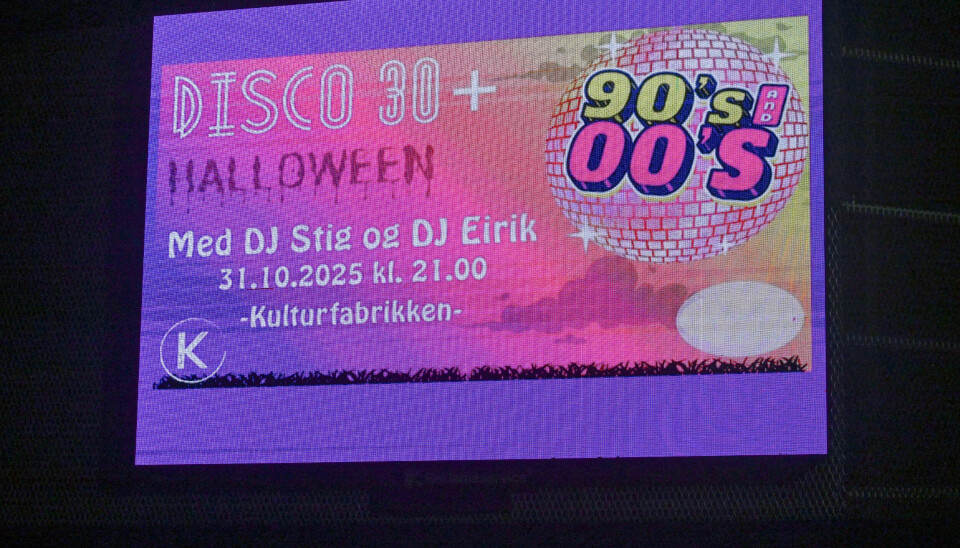 DISCO 30+
HALLOWEEN
Med DJ Stig og DJ Eirik
31.10.2025 kl. 21.00
-Kulturfabrikken-
K
90's AND
00'S